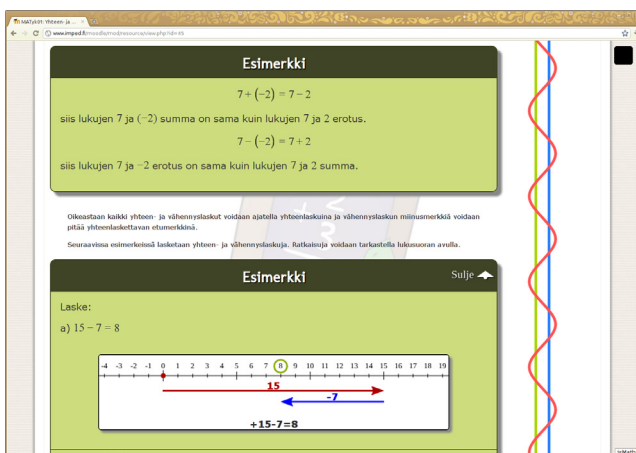 MATykit!: Yhteen- ja ...
www.imped.fi/moodle/mod/resource/view.php?id=45
Esimerkki
7 + (−2) = 7 − 2
siis lukujen 7 ja (−2) summa on sama kuin lukujen 7 ja 2 erotus.
7 − (−2) = 7 + 2
siis lukujen 7 ja −2 erotus on sama kuin lukujen 7 ja 2 summa.
Oikeastaan kaikki yhteen- ja vähennyslaskut voidaan ajatella yhteenlaskuina ja vähennyslaskun miinusmerkkiä voidaan
pitää yhteenlaskettavan etumerkkinä.
Seuraavissa esimerkeissä lasketaan yhteen- ja vähennyslaskuja. Ratkaisuja voidaan tarkastella lukusuoran avulla.
Esimerkki
Sulje
Laske:
a) 15 − 7 = 8
-4 -3 -2 -1 0 1 2 3 4 5 6 7 8 9 10 11 12 13 14 15 16 17 18 19
15
-7
+15-7=8